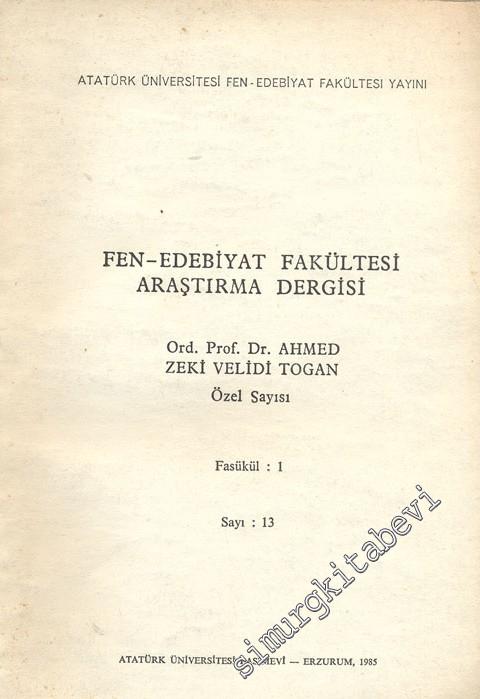 ATATÜRK ÜNİVERSİTESİ FEN-EDEBİYAT FAKÜLTESI YAYINI
FEN-EDEBİYAT FAKÜLTESİ
ARAŞTIRMA DERGİSİ
Ord. Prof. Dr. AHMED
ZEKİ VELİDİ TOGAN
Özel Sayısı
Fasükül : 1
Sayı : 13
simurgkitabevi
ATATÜRK ÜNİVERSİTESİ BASIMEVİ — ERZURUM, 1985